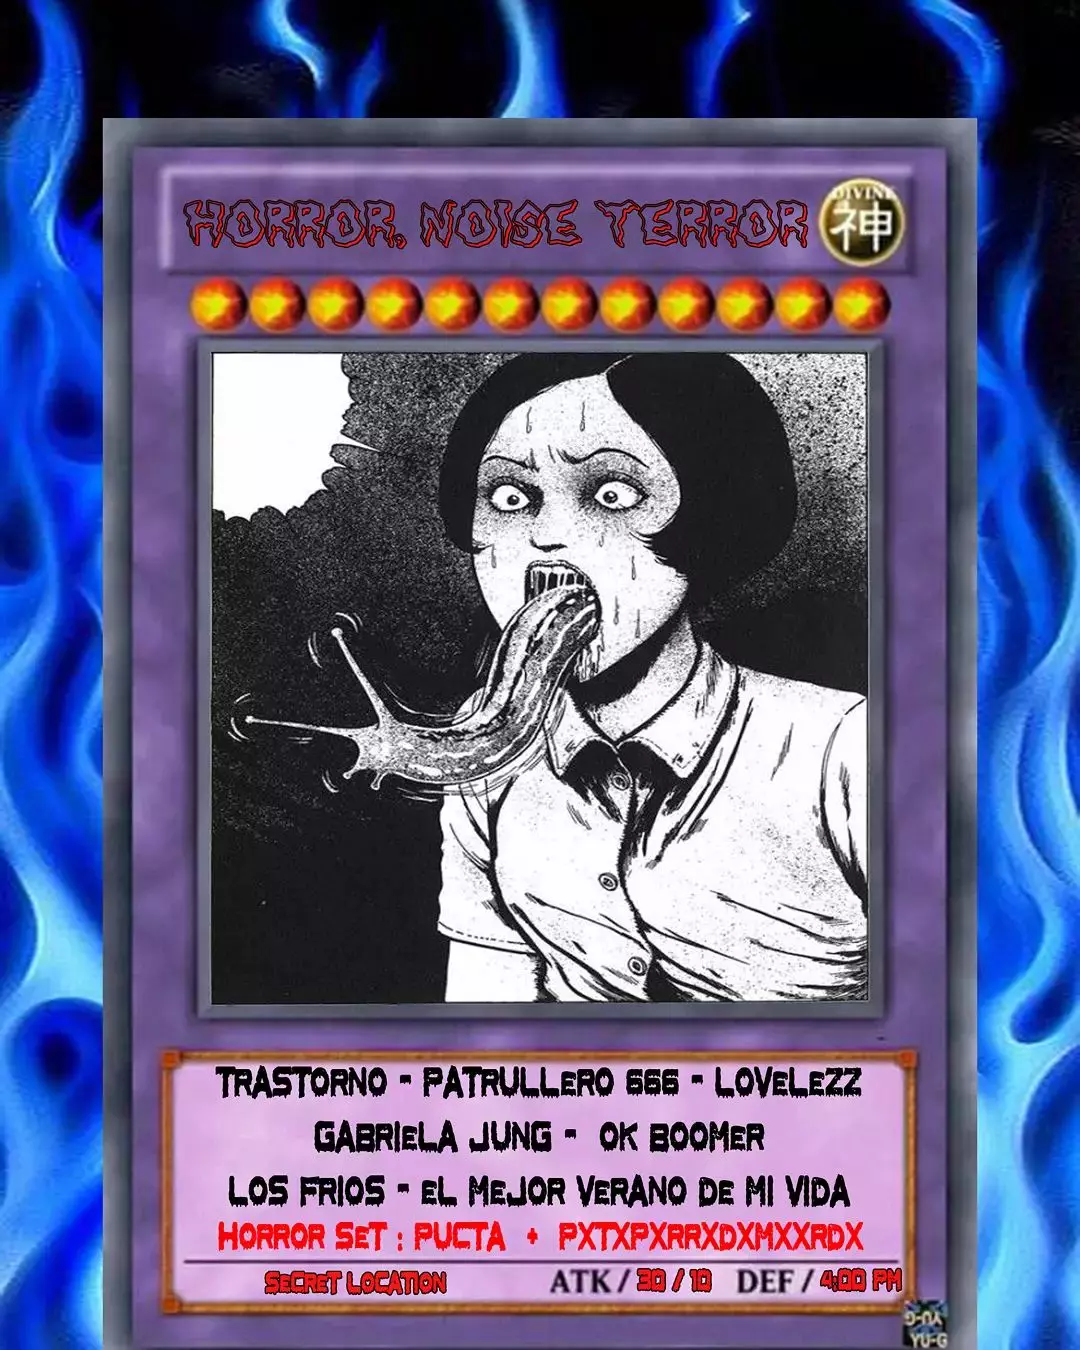 HORROR, NOISE TERROR
DIVINE
神
TRASTORNO - PATRULLERO 666 - LOVELEZZ
GABRIELA JUNG - OK BOOMER
LOS FRIOS - EL MEJOR VERANO DE MI VIDA
HORROR SET : PUCTA + PXTXPXRRXDXMXXRDX
SECRET LOCATION ATK / 30 / 10 DEF / 4:00 PM
YU-G